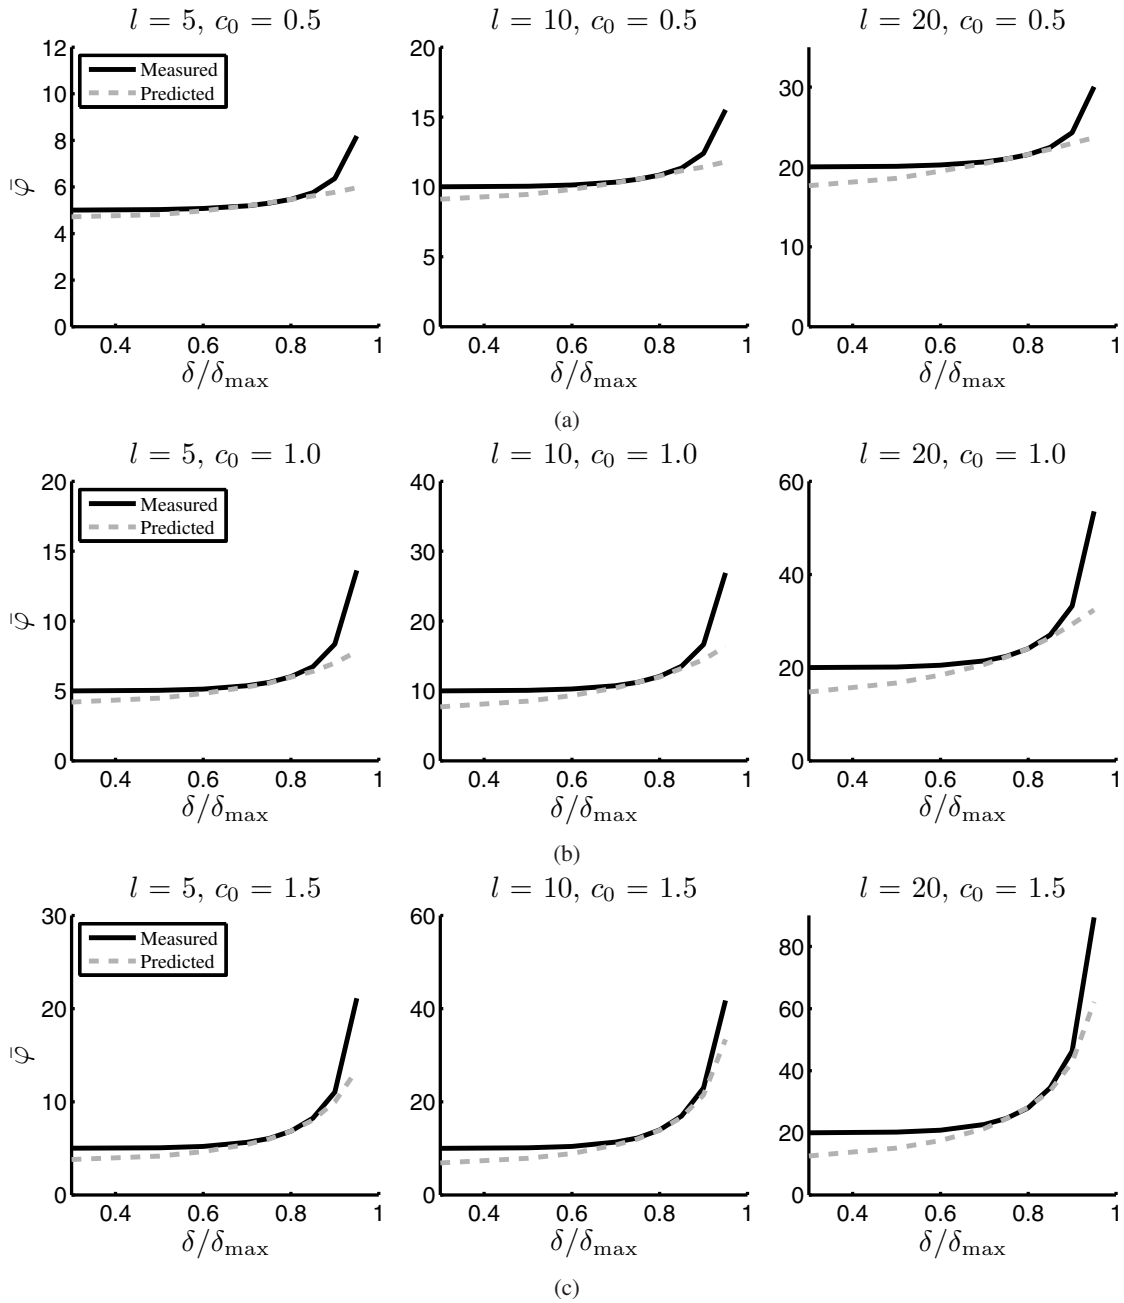 l = 5, c₀ = 0.5
l = 10, c₀ = 0.5
l = 20, c₀ = 0.5
Measured
Predicted
12
10
8
6
4
2
0
φ̄
0.4 0.6 0.8 1
δ/δmax
20
15
10
5
0
0.4 0.6 0.8 1
δ/δmax
30
20
10
0
0.4 0.6 0.8 1
δ/δmax
(a)
l = 5, c₀ = 1.0
l = 10, c₀ = 1.0
l = 20, c₀ = 1.0
Measured
Predicted
20
15
10
5
0
φ̄
0.4 0.6 0.8 1
δ/δmax
40
30
20
10
0
0.4 0.6 0.8 1
δ/δmax
60
40
20
0
0.4 0.6 0.8 1
δ/δmax
(b)
l = 5, c₀ = 1.5
l = 10, c₀ = 1.5
l = 20, c₀ = 1.5
Measured
Predicted
30
20
10
0
φ̄
0.4 0.6 0.8 1
δ/δmax
60
40
20
0
0.4 0.6 0.8 1
δ/δmax
80
60
40
20
0
0.4 0.6 0.8 1
δ/δmax
(c)